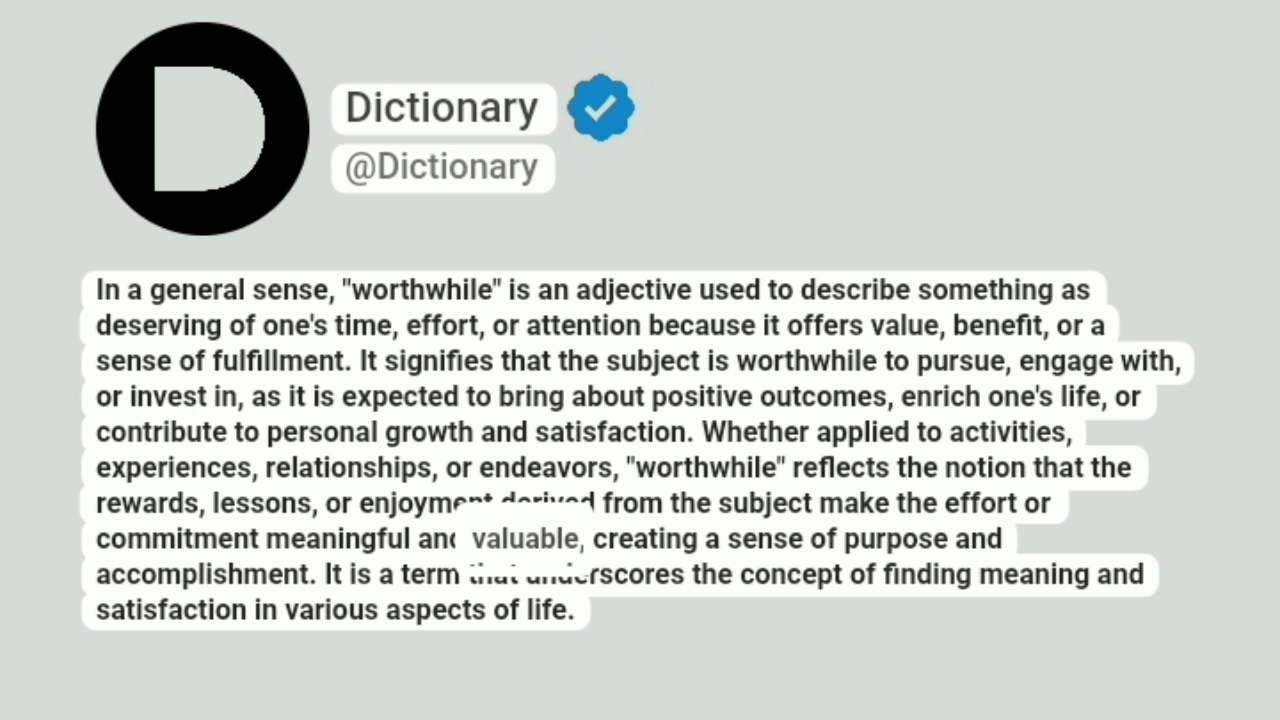 D
Dictionary
@Dictionary
In a general sense, "worthwhile" is an adjective used to describe something as
deserving of one's time, effort, or attention because it offers value, benefit, or a
sense of fulfillment. It signifies that the subject is worthwhile to pursue, engage with,
or invest in, as it is expected to bring about positive outcomes, enrich one's life, or
contribute to personal growth and satisfaction. Whether applied to activities,
experiences, relationships, or endeavors, "worthwhile" reflects the notion that the
rewards, lessons, or enjoyment derived from the subject make the effort or
commitment meaningful and valuable, creating a sense of purpose and
accomplishment. It is a term that underscores the concept of finding meaning and
satisfaction in various aspects of life.